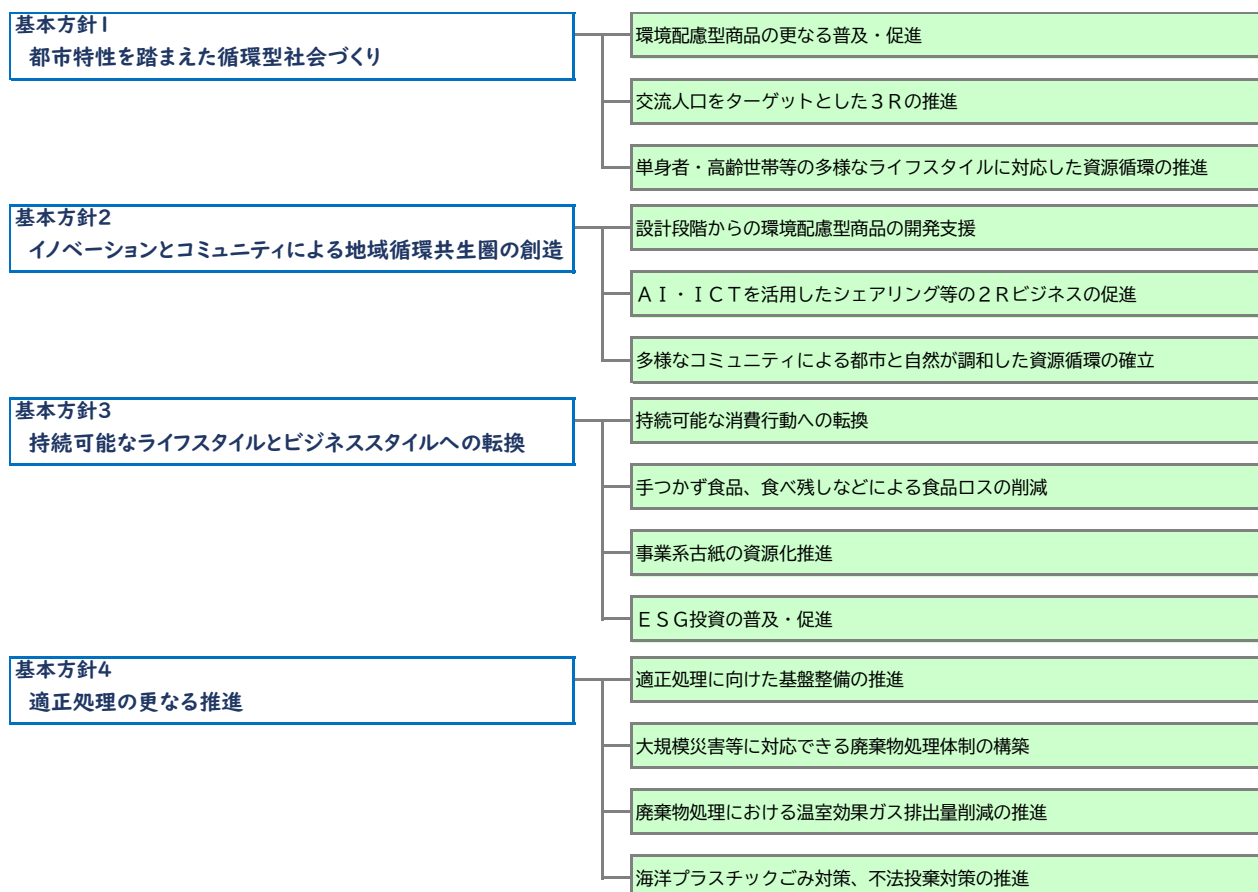 基本方針1
都市特性を踏まえた循環型社会づくり
環境配慮型商品の更なる普及・促進
交流人口をターゲットとした３Ｒの推進
単身者・高齢世帯等の多様なライフスタイルに対応した資源循環の推進
基本方針2
イノベーションとコミュニティによる地域循環共生圏の創造
設計段階からの環境配慮型商品の開発支援
ＡＩ・ＩＣＴを活用したシェアリング等の２Ｒビジネスの促進
多様なコミュニティによる都市と自然が調和した資源循環の確立
基本方針3
持続可能なライフスタイルとビジネススタイルへの転換
持続可能な消費行動への転換
手つかず食品、食べ残しなどによる食品ロスの削減
事業系古紙の資源化推進
ＥＳＧ投資の普及・促進
基本方針4
適正処理の更なる推進
適正処理に向けた基盤整備の推進
大規模災害等に対応できる廃棄物処理体制の構築
廃棄物処理における温室効果ガス排出量削減の推進
海洋プラスチックごみ対策、不法投棄対策の推進